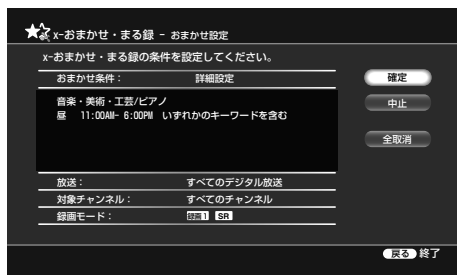 x-おまかせ・まる録 - おまかせ設定
x-おまかせ・まる録の条件を設定してください。
おまかせ条件： 詳細設定
確定
音楽・美術・工芸/ピアノ
中止
昼 11:00AM- 6:00PM いずれかのキーワードを含む
全取消
放送： すべてのデジタル放送
対象チャンネル： すべてのチャンネル
録画モード： 録画1 SR
戻る 終了